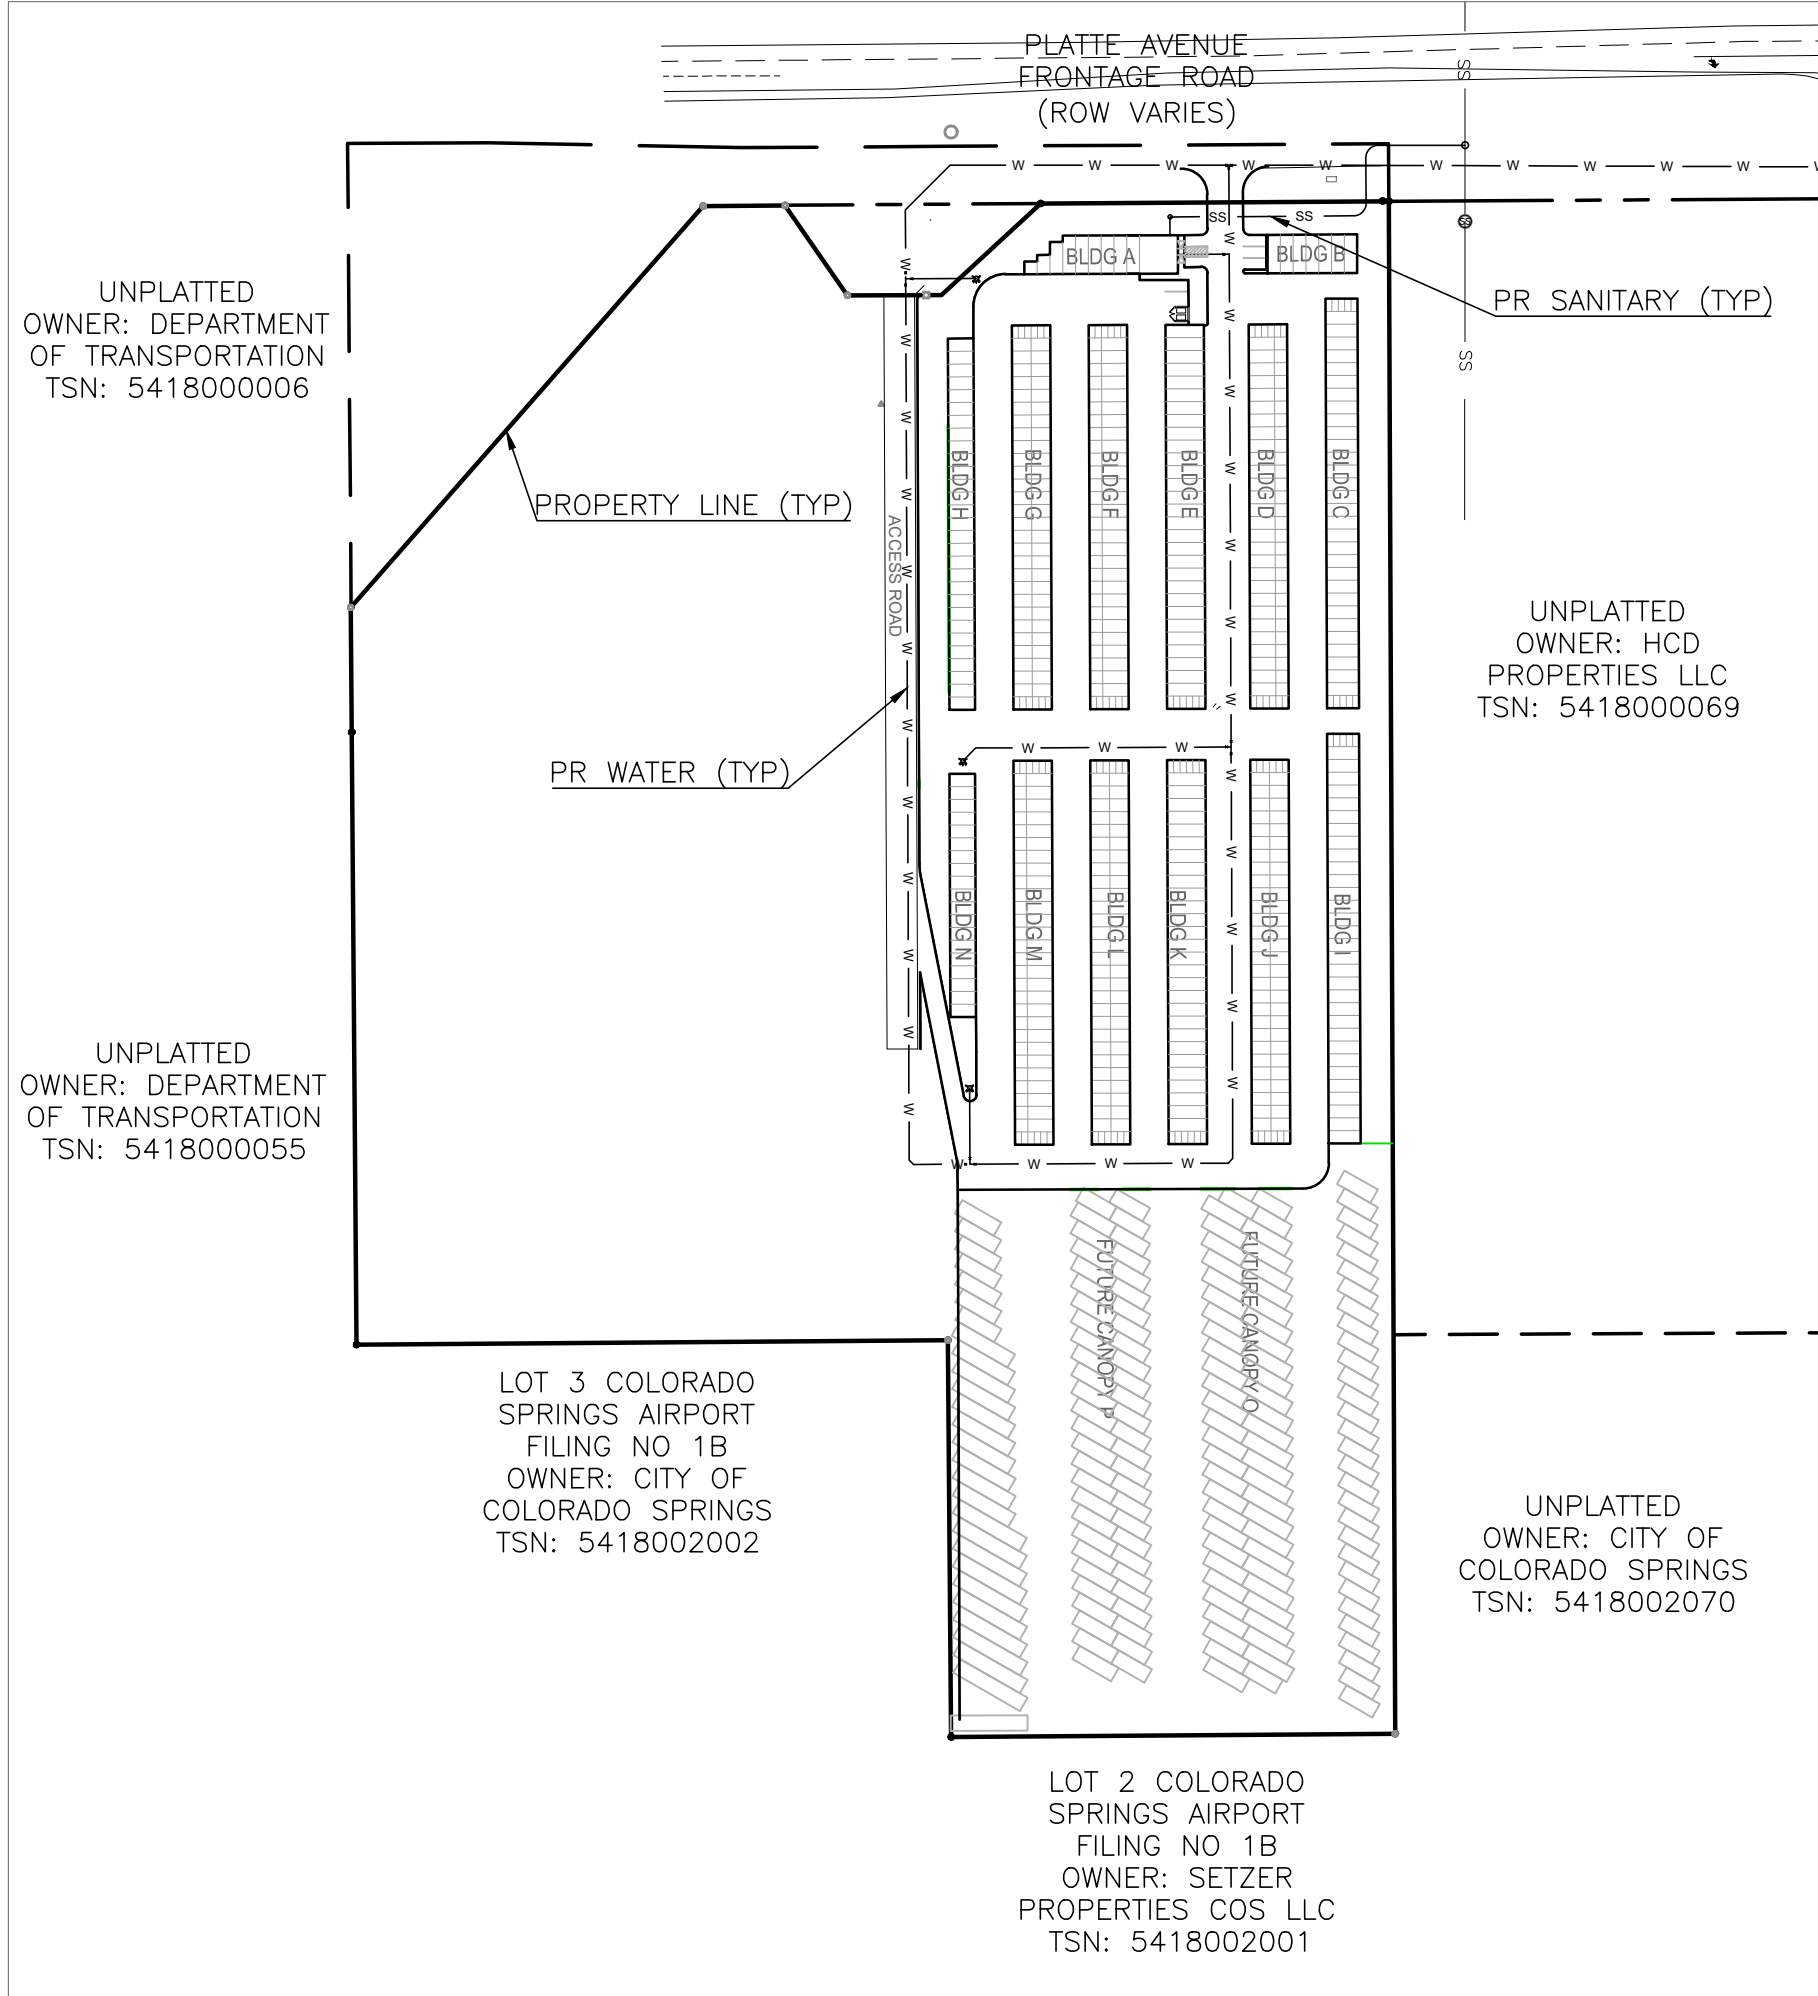 PLATTE AVENUE
FRONTAGE ROAD
(ROW VARIES)
SS
W W W W W W W W W W W
SS SS
W
BLDG A
BLDG B
W
UNPLATTED
OWNER: DEPARTMENT
OF TRANSPORTATION
TSN: 5418000006
PR SANITARY (TYP)
SS
PROPERTY LINE (TYP)
BLDG H
BLDG G
BLDG F
BLDG E
BLDG D
BLDG C
ACCESS ROAD
UNPLATTED
OWNER: HCD
PROPERTIES LLC
TSN: 5418000069
W W W
PR WATER (TYP)
BLDG N
BLDG M
BLDG L
BLDG K
BLDG J
BLDG I
UNPLATTED
OWNER: DEPARTMENT
OF TRANSPORTATION
TSN: 5418000055
W W W W
FUTURE CANOPY P
FUTURE CANOPY O
LOT 3 COLORADO
SPRINGS AIRPORT
FILING NO 1B
OWNER: CITY OF
COLORADO SPRINGS
TSN: 5418002002
UNPLATTED
OWNER: CITY OF
COLORADO SPRINGS
TSN: 5418002070
LOT 2 COLORADO
SPRINGS AIRPORT
FILING NO 1B
OWNER: SETZER
PROPERTIES COS LLC
TSN: 5418002001